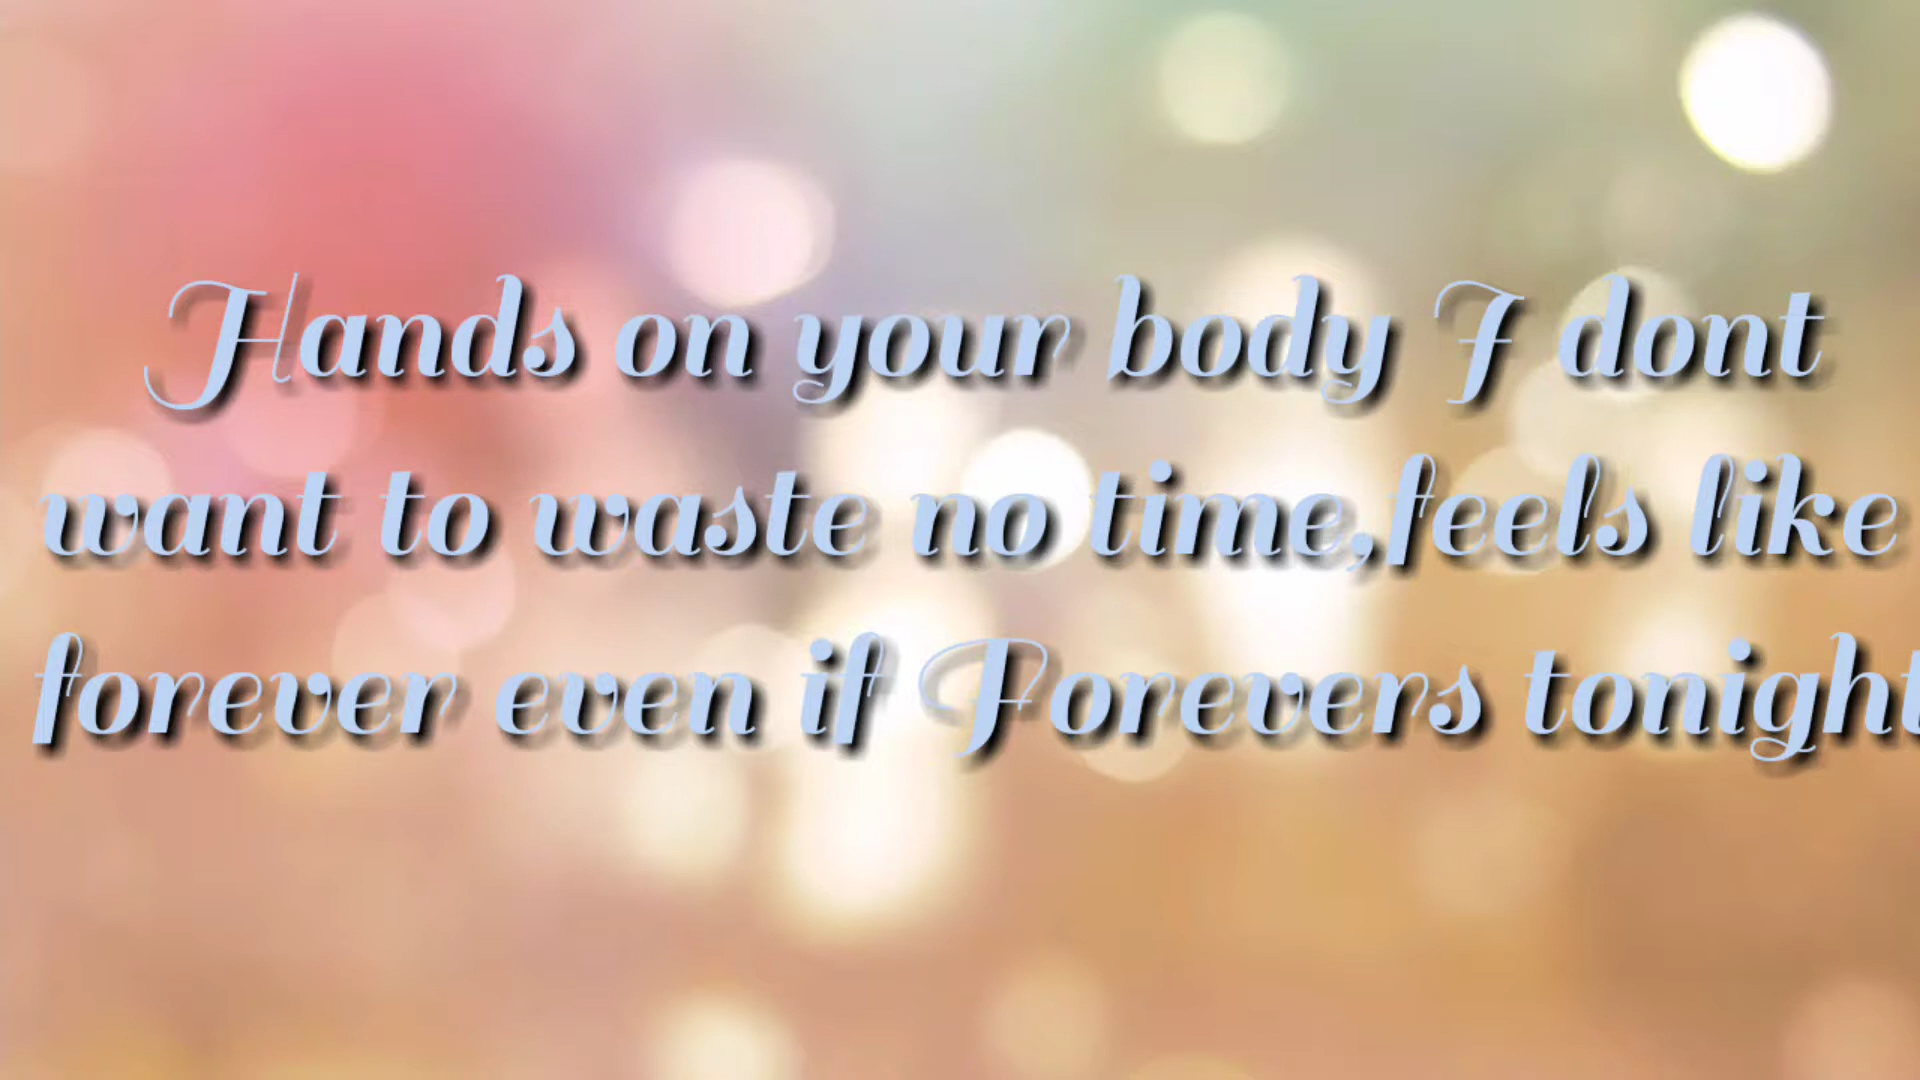 Hands on your body I dont
want to waste no time,feels like
forever even if Forevers tonight